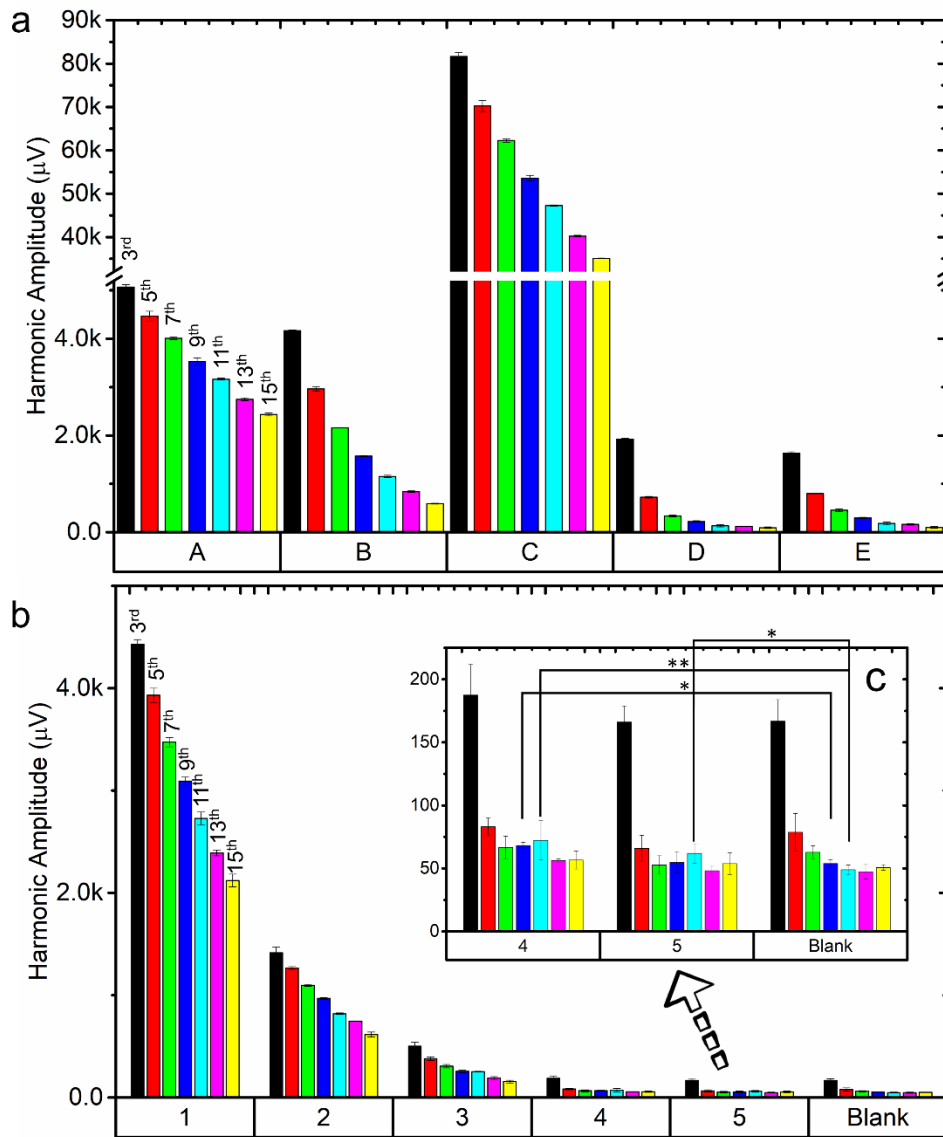 a
90k
80k
70k
60k
50k
40k
4.0k
2.0k
0.0
Harmonic Amplitude (μV)
3rd
5th
7th
9th
11th
13th
15th
A B C D E
b
4.0k
2.0k
0.0
Harmonic Amplitude (μV)
3rd
5th
7th
9th
11th
13th
15th
c
*
**
*
200
150
100
50
0
4 5 Blank
1 2 3 4 5 Blank